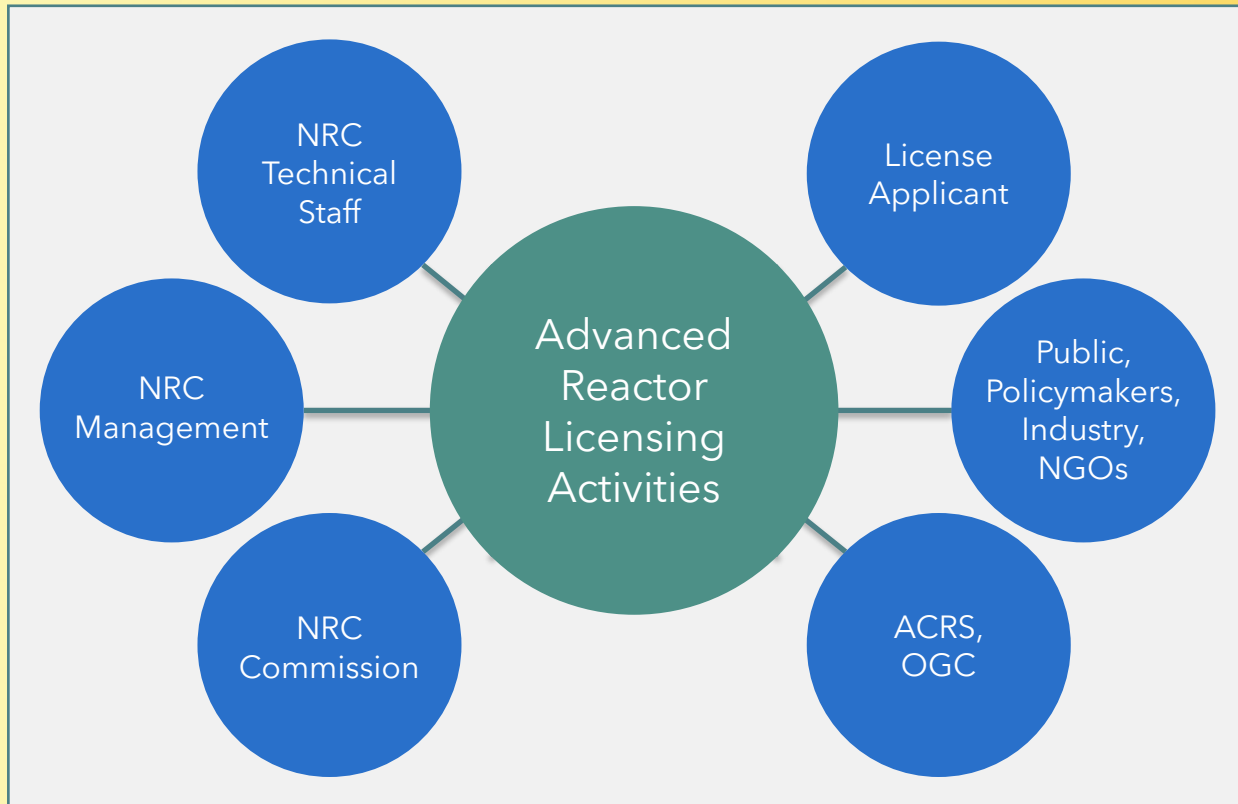 NRC
Technical
Staff
License
Applicant
Advanced
Reactor
Licensing
Activities
NRC
Management
Public,
Policymakers,
Industry,
NGOs
NRC
Commission
ACRS,
OGC